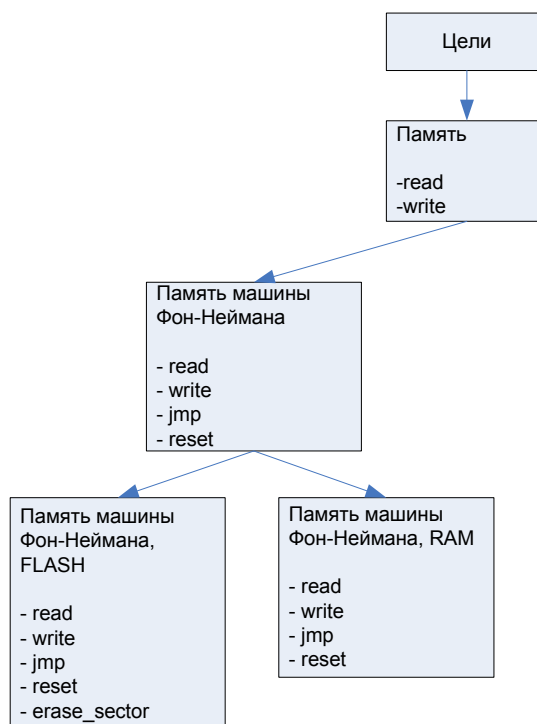 Цели
Память
-read
-write
Память машины
Фон-Неймана
- read
- write
- jmp
- reset
Память машины
Фон-Неймана,
FLASH
- read
- write
- jmp
- reset
- erase_sector
Память машины
Фон-Неймана, RAM
- read
- write
- jmp
- reset